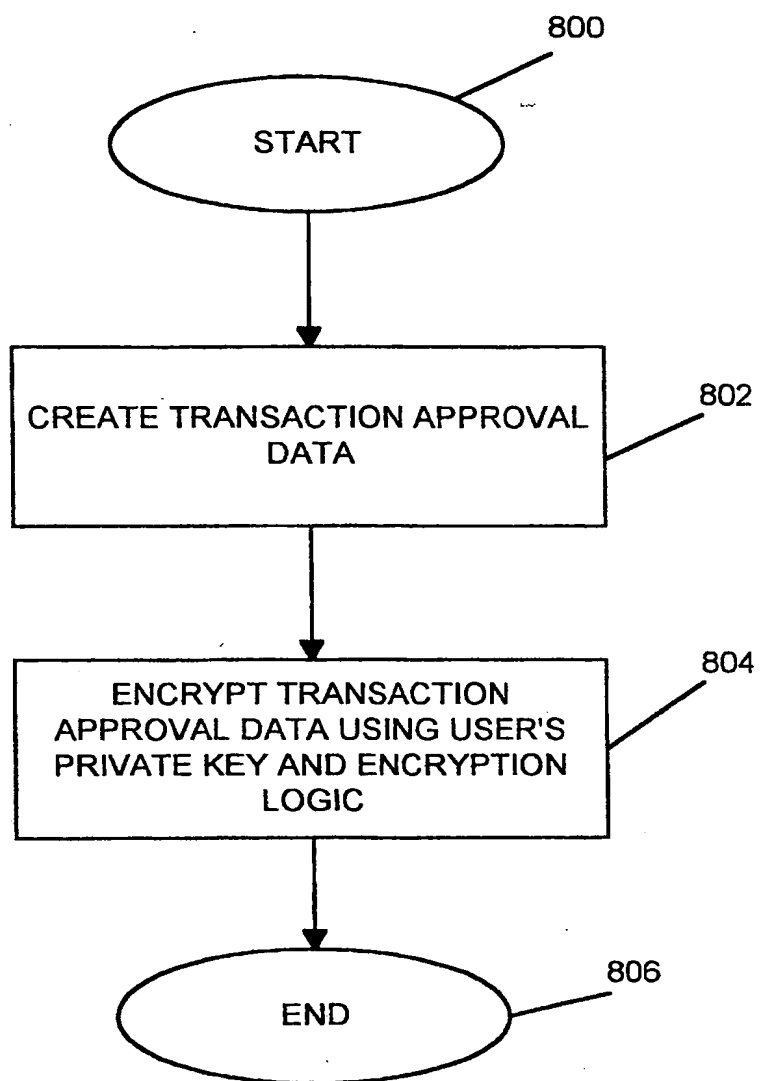 800
START
CREATE TRANSACTION APPROVAL
DATA
802
ENCRYPT TRANSACTION
APPROVAL DATA USING USER'S
PRIVATE KEY AND ENCRYPTION
LOGIC
804
END
806